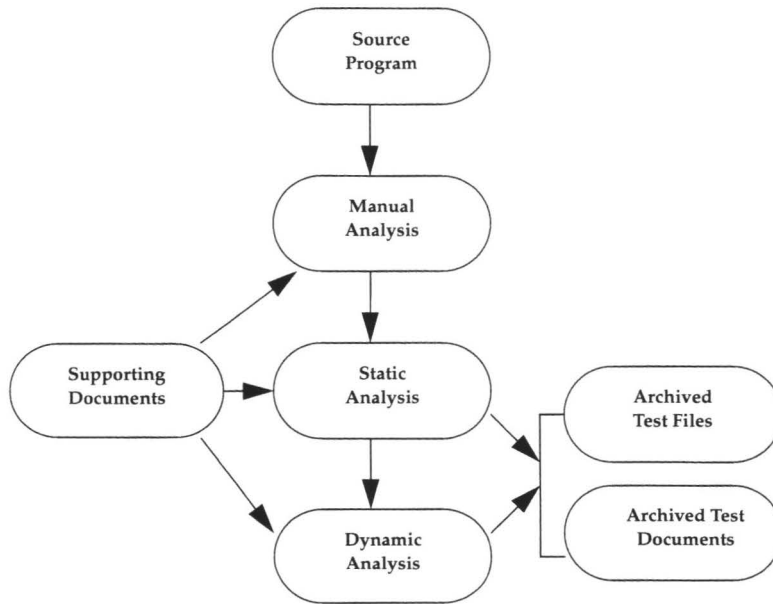 Source
Program
Manual
Analysis
Supporting
Documents
Static
Analysis
Archived
Test Files
Dynamic
Analysis
Archived Test
Documents